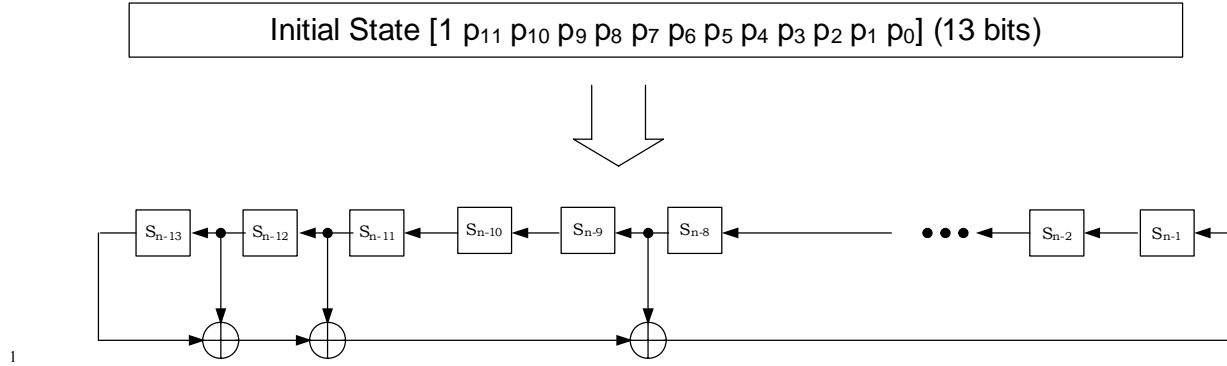 Initial State [1 p₁₁ p₁₀ p₉ p₈ p₇ p₆ p₅ p₄ p₃ p₂ p₁ p₀] (13 bits)
Sₙ₋₁₃ Sₙ₋₁₂ Sₙ₋₁₁ Sₙ₋₁₀ Sₙ₋₉ Sₙ₋₈ Sₙ₋₂ Sₙ₋₁
1